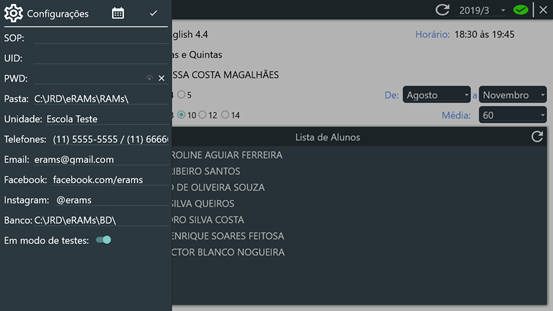 Configurações
SOP:
UID:
PWD:
Pasta: C:\JRD\eRAMs\RAMs\
Unidade: Escola Teste
Telefones: (11) 5555-5555 / (11) 6666
Email: erams@gmail.com
Facebook: facebook.com/erams
Instagram: @erams
Banco: C:\JRD\eRAMs\BD\
Em modo de testes:
2019/3
nglish 4.4
Horário: 18:30 às 19:45
as e Quintas
SSA COSTA MAGALHÃES
4 5
De: Agosto a Novembro
8 10 12 14
Média: 60
Lista de Alunos
ROLINE AGUIAR FERREIRA
RIBEIRO SANTOS
O DE OLIVEIRA SOUZA
SILVA QUEIROS
DRO SILVA COSTA
HENRIQUE SOARES FEITOSA
CTOR BLANCO NOGUEIRA